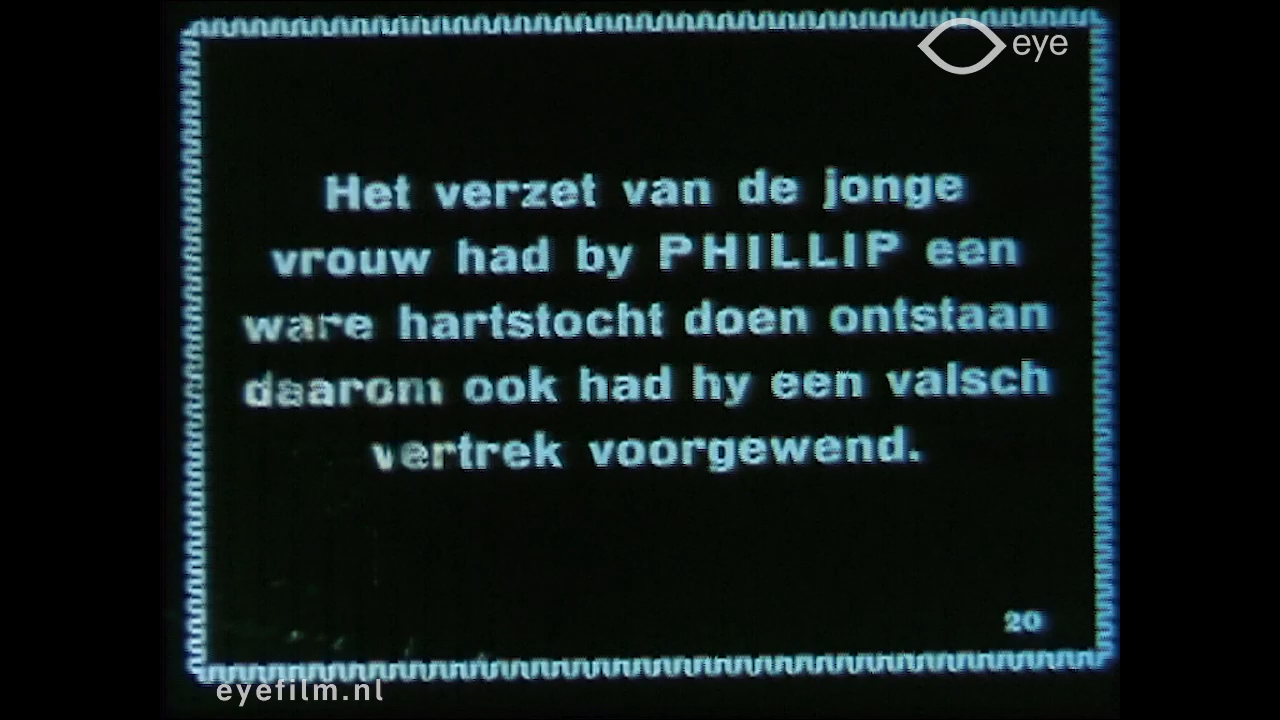 eye
Het verzet van de jonge
vrouw had by PHILLIP een
ware hartstocht doen ontstaan
daarom ook had hy een valsch
vertrek voorgewend.
20
eyefilm.nl